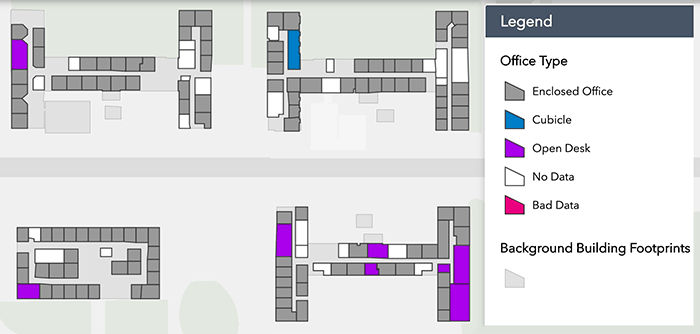 Legend
Office Type
Enclosed Office
Cubicle
Open Desk
No Data
Bad Data
Background Building Footprints